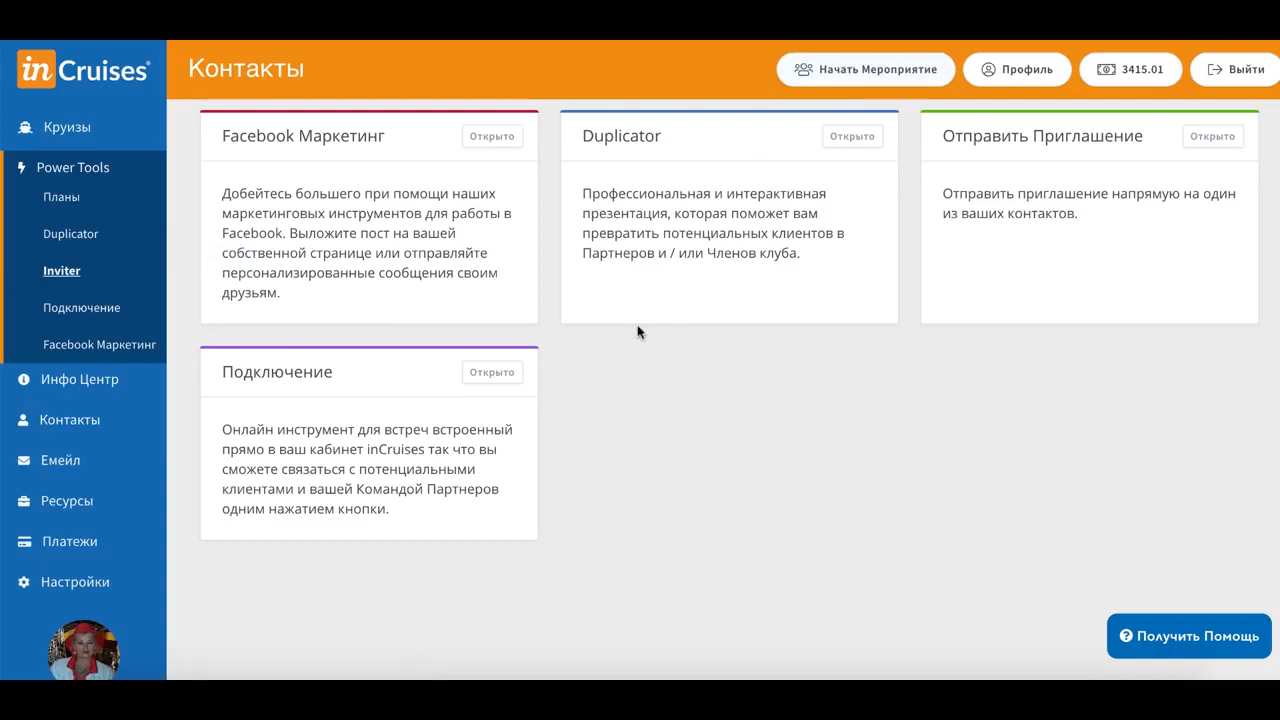 inCruises®
Контакты
Начать Мероприятие
Профиль
3415.01
Выйти
Круизы
Power Tools
Планы
Duplicator
Inviter
Подключение
Facebook Маркетинг
Инфо Центр
Контакты
Емейл
Ресурсы
Платежи
Настройки
Facebook Маркетинг
Открыто
Добейтесь большего при помощи наших
маркетинговых инструментов для работы в
Facebook. Выложите пост на вашей
собственной странице или отправляйте
персонализированные сообщения своим
друзьям.
Duplicator
Открыто
Профессиональная и интерактивная
презентация, которая поможет вам
превратить потенциальных клиентов в
Партнеров и / или Членов клуба.
Отправить Приглашение
Открыто
Отправить приглашение напрямую на один
из ваших контактов.
Подключение
Открыто
Онлайн инструмент для встреч встроенный
прямо в ваш кабинет inCruises так что вы
сможете связаться с потенциальными
клиентами и вашей Командой Партнеров
одним нажатием кнопки.
Получить Помощь